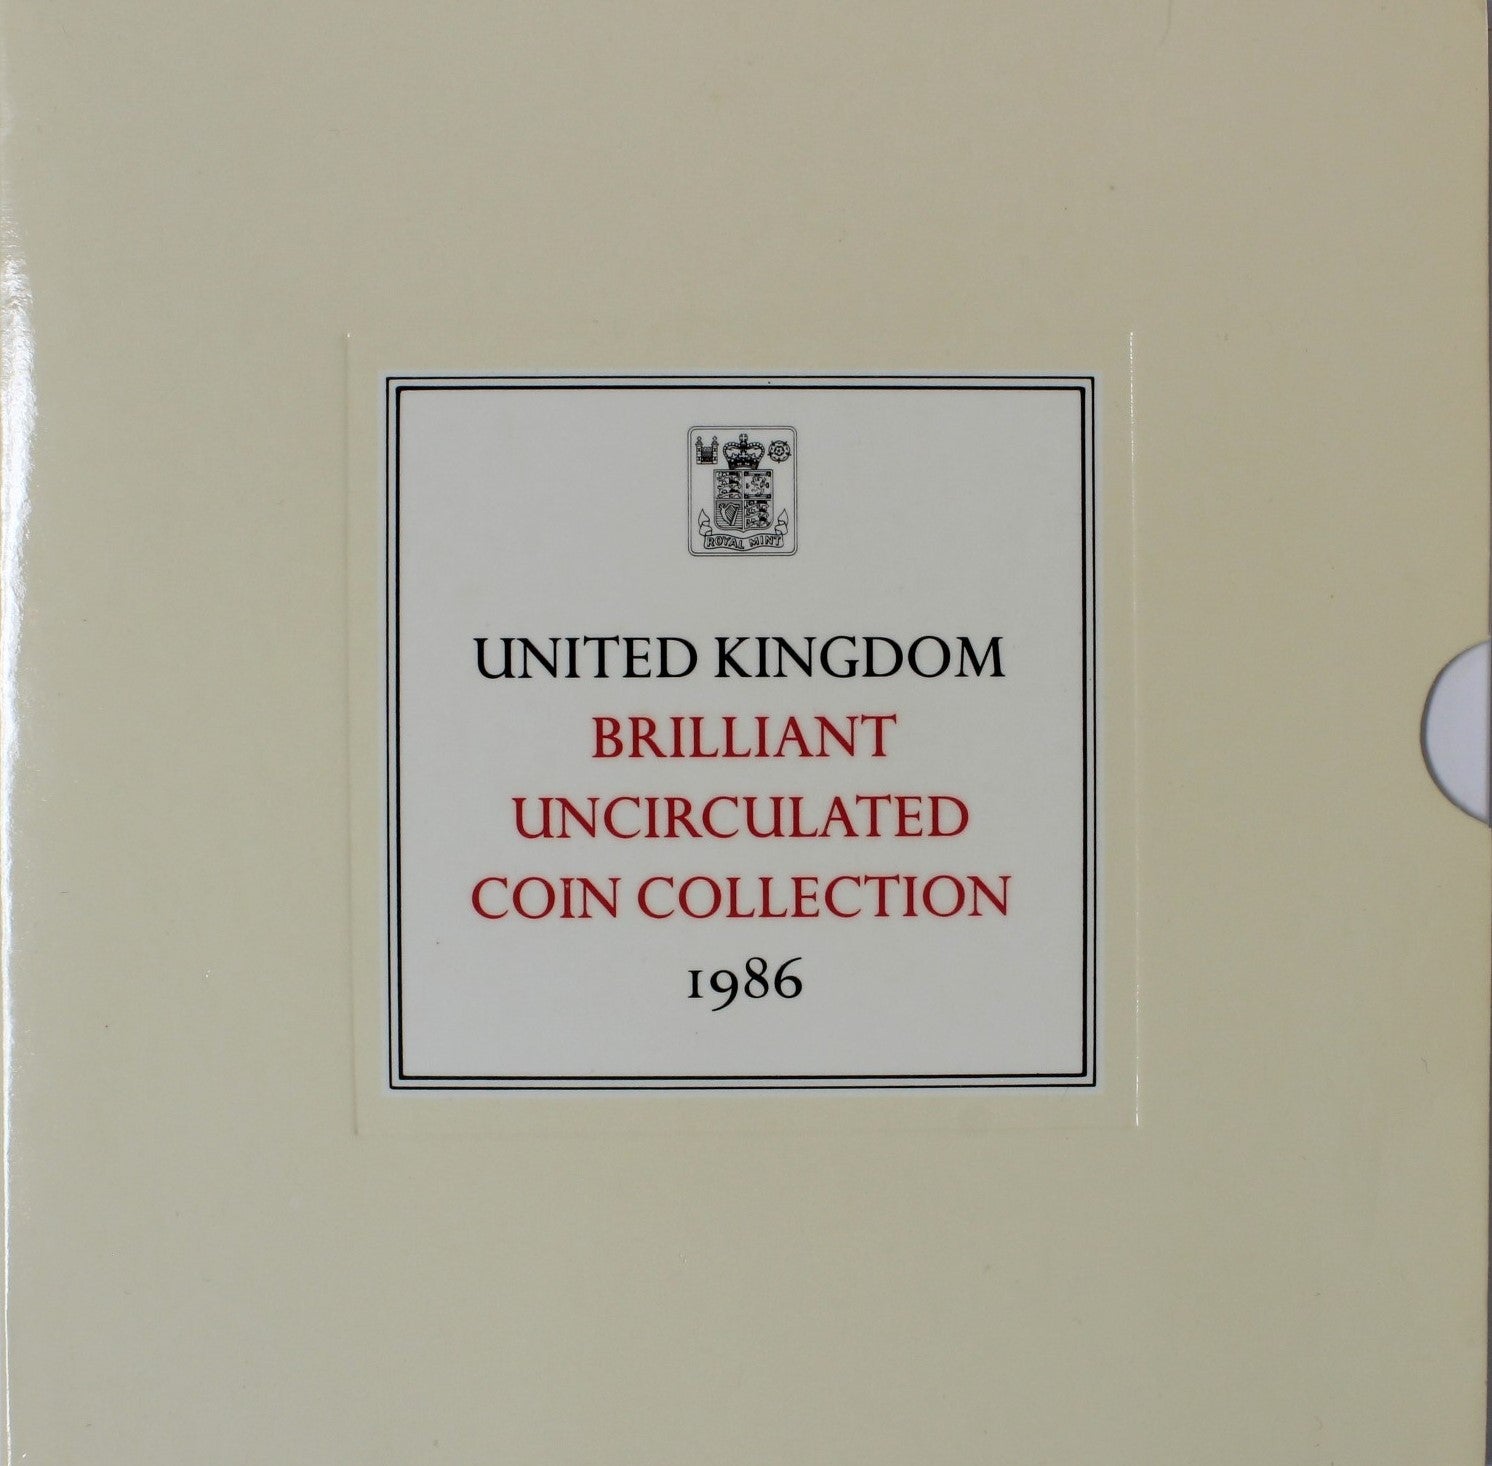 ROYAL MINT
UNITED KINGDOM
BRILLIANT
UNCIRCULATED
COIN COLLECTION
1986